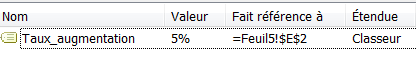 Nom Valeur Fait référence à Étendue
Taux_augmentation 5% =Feuil5!$E$2 Classeur